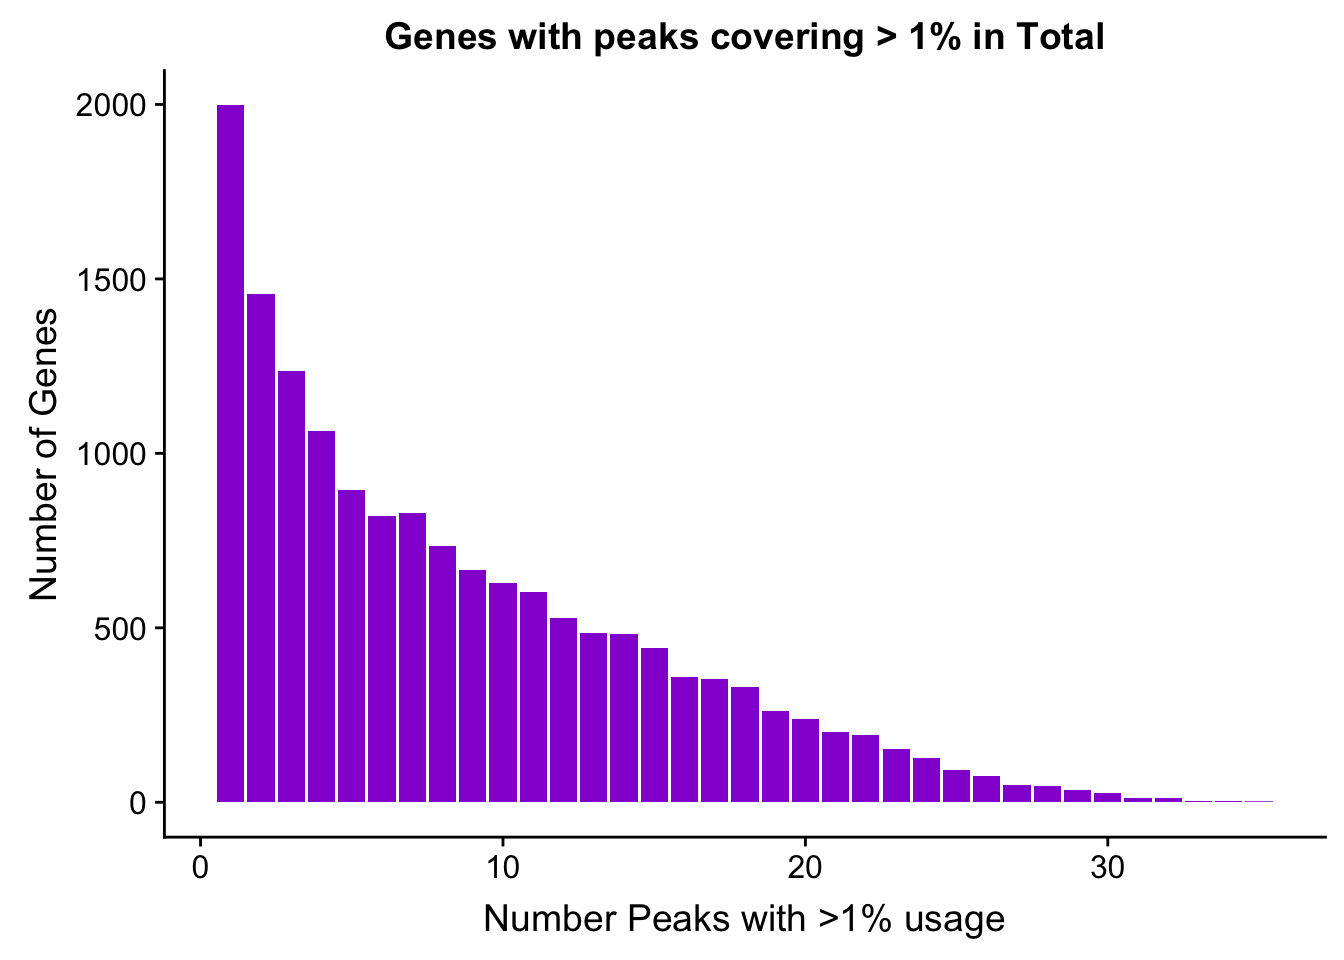 Genes with peaks covering > 1% in Total
Number of Genes
2000
1500
1000
500
0
0 10 20 30
Number Peaks with >1% usage